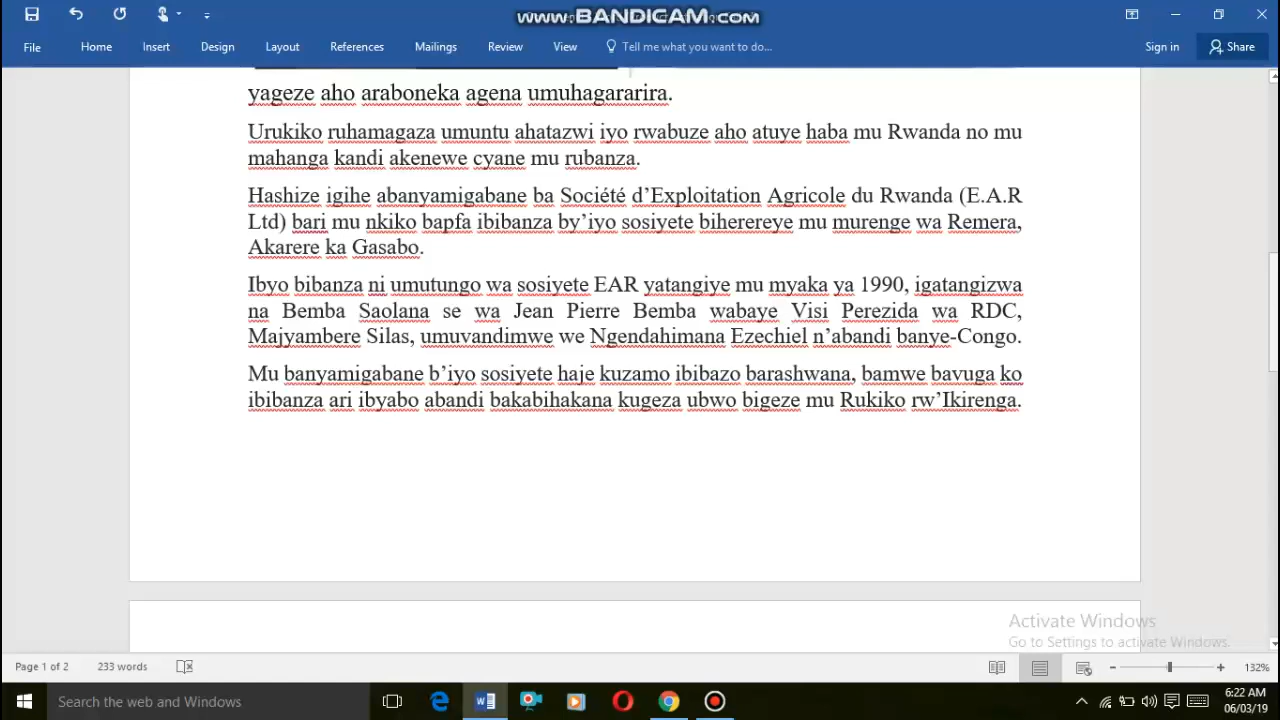 www.BANDICAM.com
File Home Insert Design Layout References Mailings Review View Tell me what you want to do... Sign in Share
yageze aho araboneka agena umuhagararira.
Urukiko ruhamagaza umuntu ahatazwi iyo rwabuze aho atuye haba mu Rwanda no mu
mahanga kandi akenewe cyane mu rubanza.
Hashize igihe abanyamigabane ba Société d’Exploitation Agricole du Rwanda (E.A.R
Ltd) bari mu nkiko bapfa ibibanza by’iyo sosiyete biherereye mu murenge wa Remera,
Akarere ka Gasabo.
Ibyo bibanza ni umutungo wa sosiyete EAR yatangiye mu myaka ya 1990, igatangizwa
na Bemba Saolana se wa Jean Pierre Bemba wabaye Visi Perezida wa RDC,
Majyambere Silas, umuvandimwe we Ngendahimana Ezechiel n’abandi banye-Congo.
Mu banyamigabane b’iyo sosiyete haje kuzamo ibibazo barashwana, bamwe bavuga ko
ibibanza ari ibyabo abandi bakabihakana kugeza ubwo bigeze mu Rukiko rw’Ikirenga.
Activate Windows
Go to Settings to activate Windows.
Page 1 of 2 233 words 132%
Search the web and Windows
6:22 AM
06/03/19